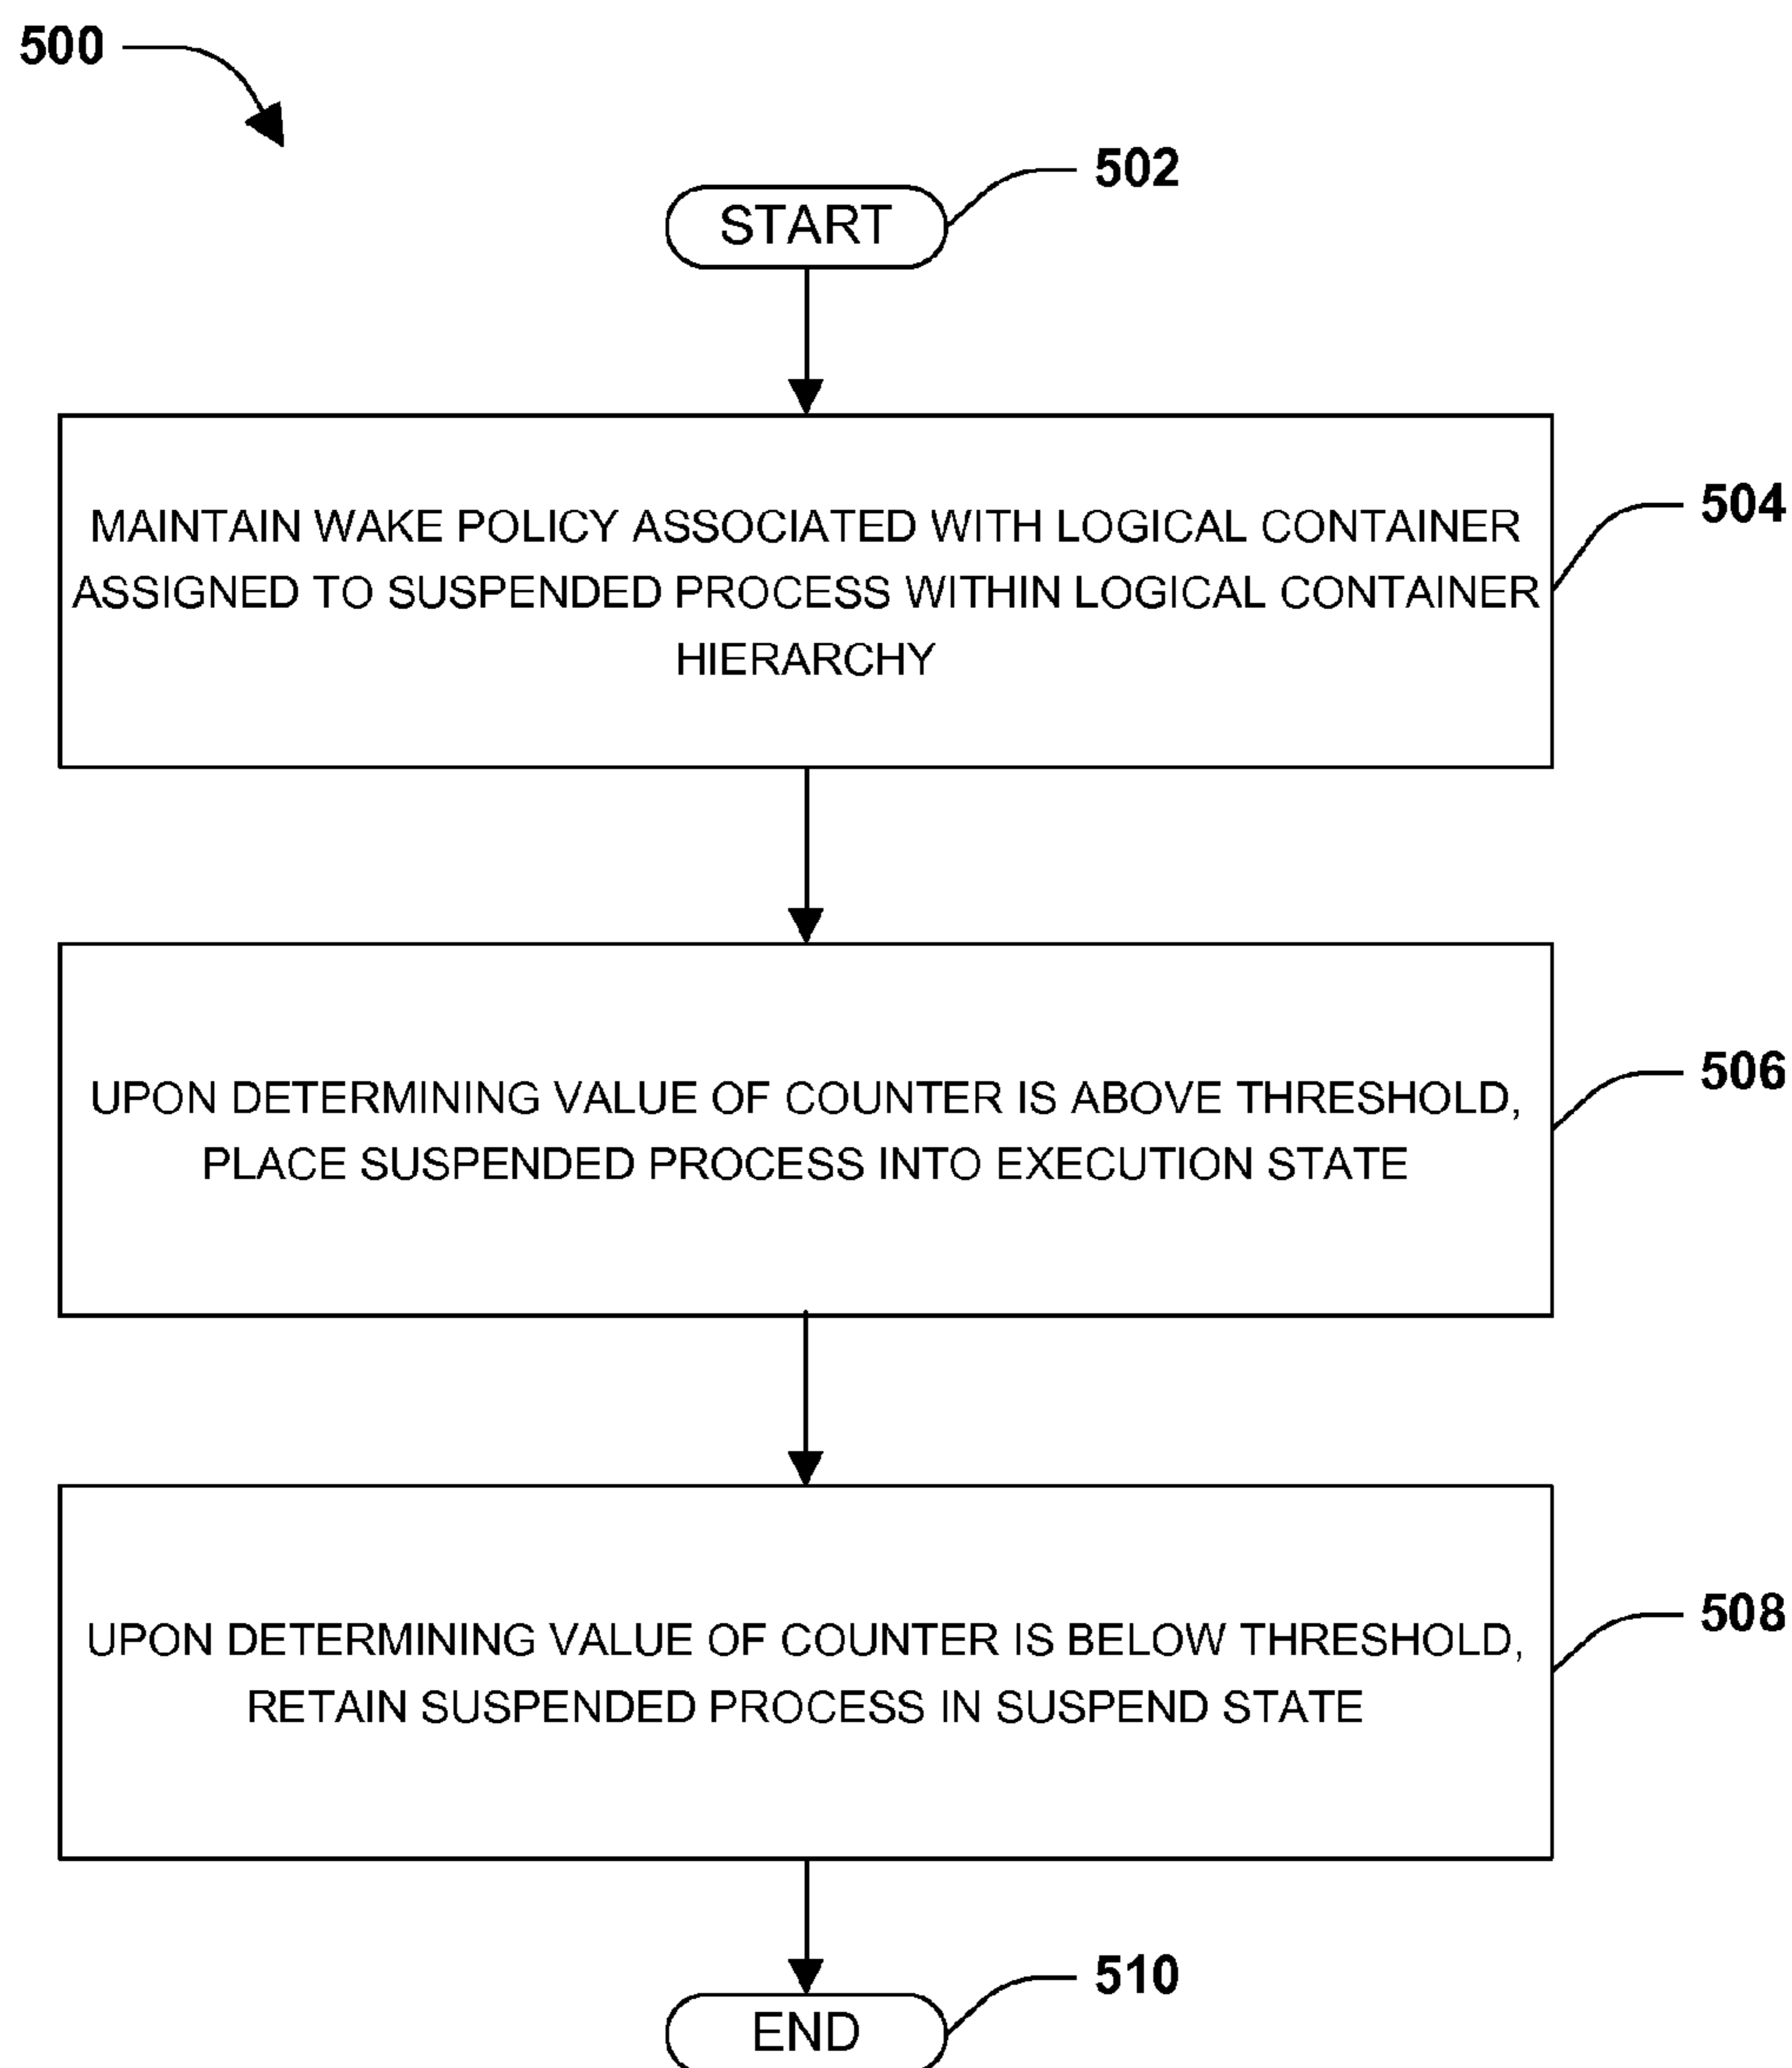 500
502
START
504
MAINTAIN WAKE POLICY ASSOCIATED WITH LOGICAL CONTAINER
ASSIGNED TO SUSPENDED PROCESS WITHIN LOGICAL CONTAINER
HIERARCHY
506
UPON DETERMINING VALUE OF COUNTER IS ABOVE THRESHOLD,
PLACE SUSPENDED PROCESS INTO EXECUTION STATE
508
UPON DETERMINING VALUE OF COUNTER IS BELOW THRESHOLD,
RETAIN SUSPENDED PROCESS IN SUSPEND STATE
510
END